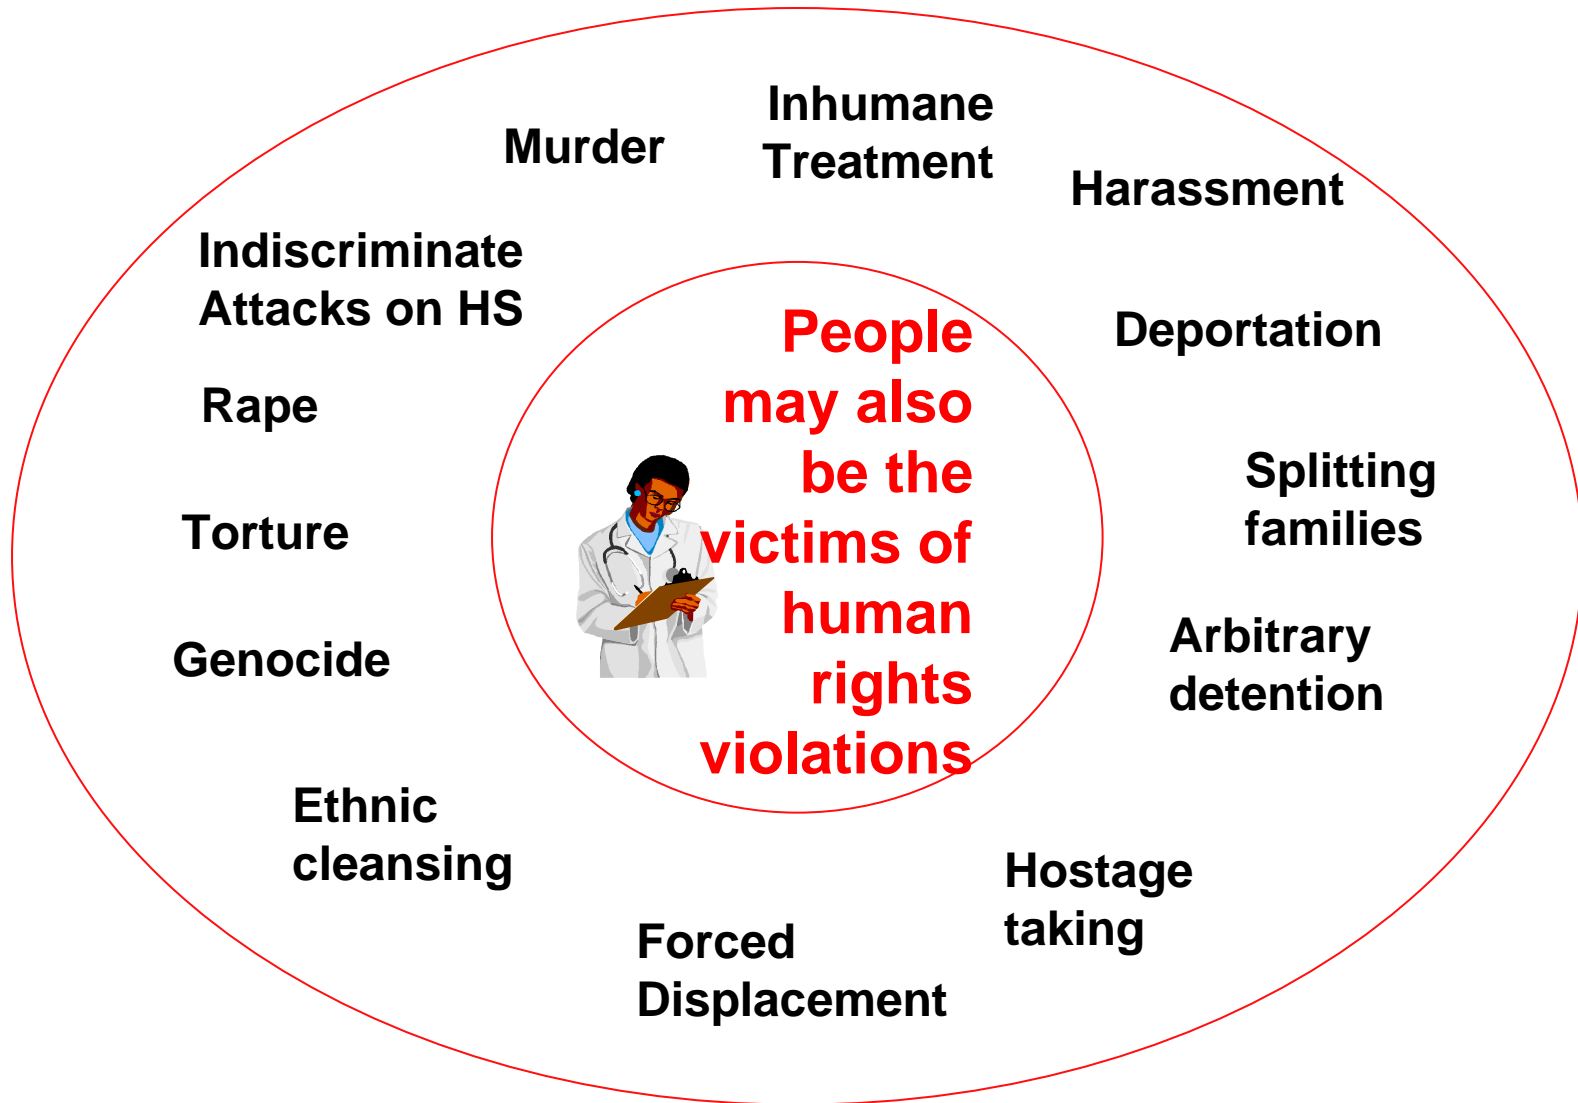 Murder
Inhumane
Treatment
Harassment
Indiscriminate
Attacks on HS
Deportation
Rape
Splitting
families
Torture
Arbitrary
detention
Genocide
Ethnic
cleansing
Hostage
taking
Forced
Displacement
People
may also
be the
victims of
human
rights
violations